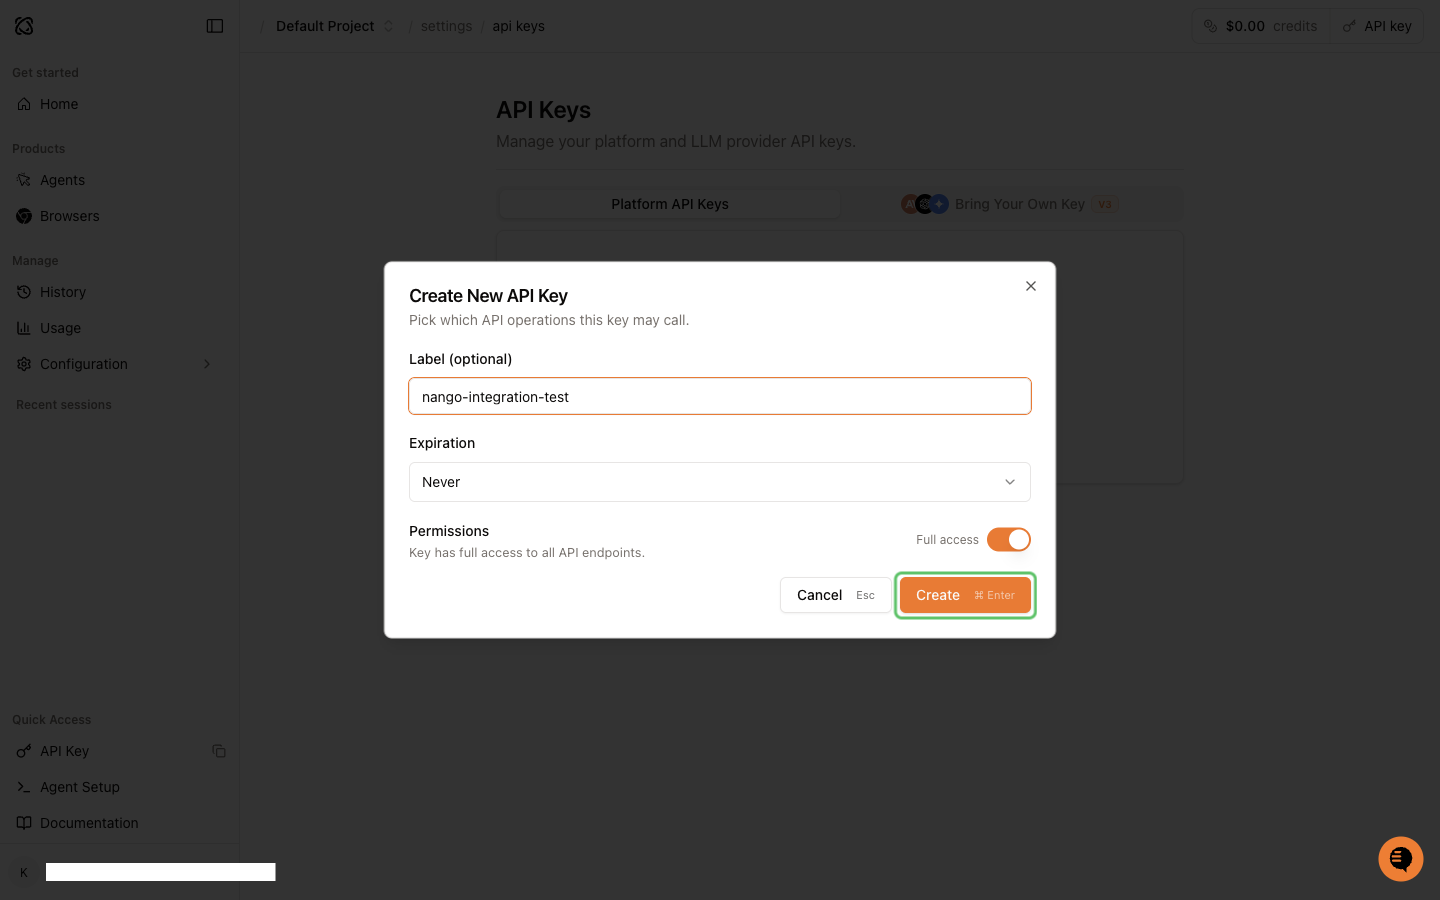 Default Project
/ settings / api keys
$0.00 credits
API key
Get started
Home
Products
Agents
Browsers
Manage
History
Usage
Configuration
Recent sessions
API Keys
Manage your platform and LLM provider API keys.
Platform API Keys
Bring Your Own Key V3
Create New API Key
Pick which API operations this key may call.
Label (optional)
nango-integration-test
Expiration
Never
Permissions
Key has full access to all API endpoints.
Full access
Cancel Esc
Create ⌘ Enter
Quick Access
API Key
Agent Setup
Documentation
K